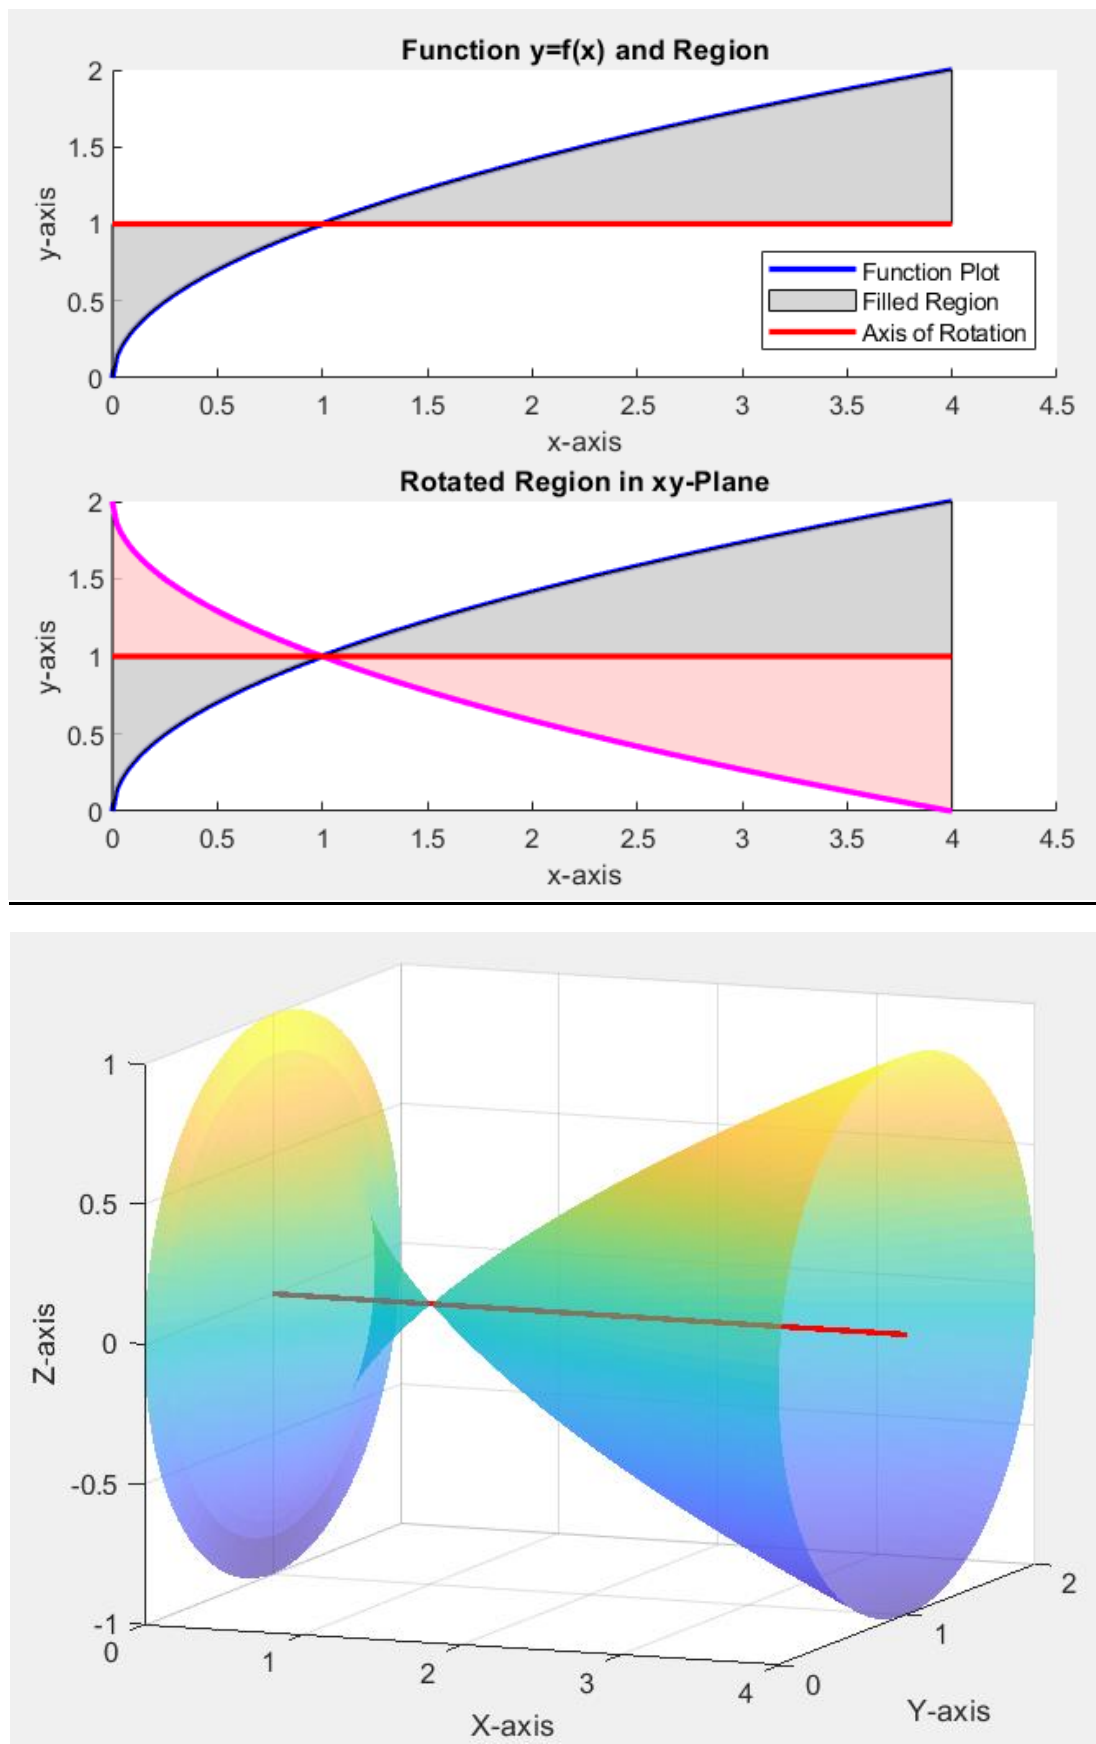 Function y=f(x) and Region
2
1.5
1
0.5
0
y-axis
0 0.5 1 1.5 2 2.5 3 3.5 4 4.5
x-axis
Function Plot
Filled Region
Axis of Rotation
Rotated Region in xy-Plane
2
1.5
1
0.5
0
y-axis
0 0.5 1 1.5 2 2.5 3 3.5 4 4.5
x-axis
1
0.5
0
-0.5
-1
Z-axis
0 1 2 3 4
X-axis
0 1 2
Y-axis